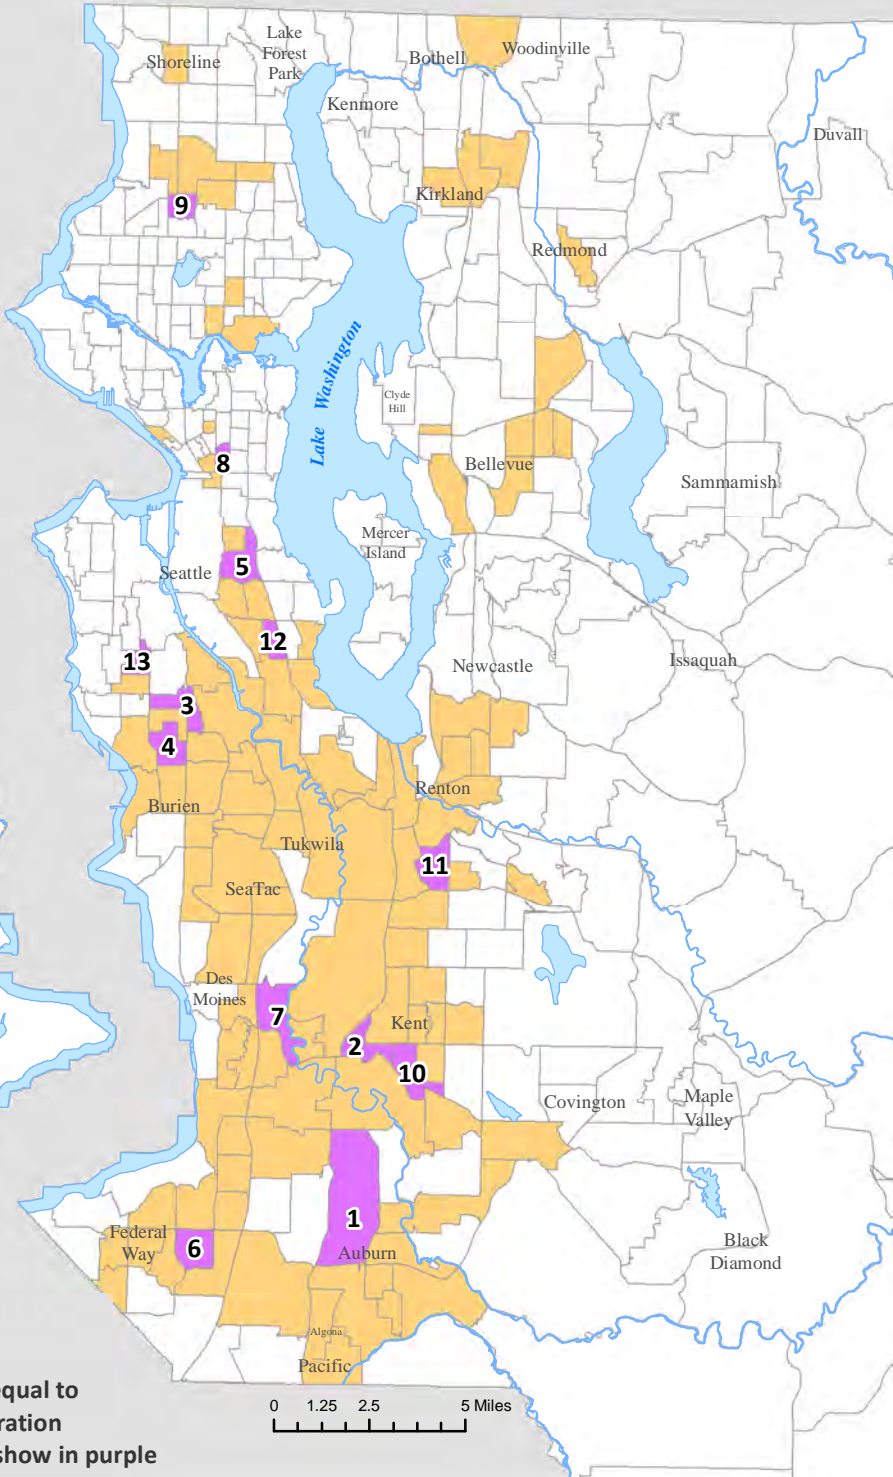 Lake
Forest
Park
Shoreline
Bothell
Woodinville
Kenmore
Duvall
Kirkland
9
Redmond
Lake Washington
Clyde
Hill
8
Bellevue
Sammamish
Mercer
Island
Seattle
5
12
13
Newcastle
Issaquah
3
4
Renton
Burien
Tukwila
11
SeaTac
Des
Moines
7
2
Kent
10
Covington
Maple
Valley
1
Federal
Way
6
Auburn
Black
Diamond
Algona
Pacific
equal to
ration
show in purple
0 1.25 2.5 5 Miles